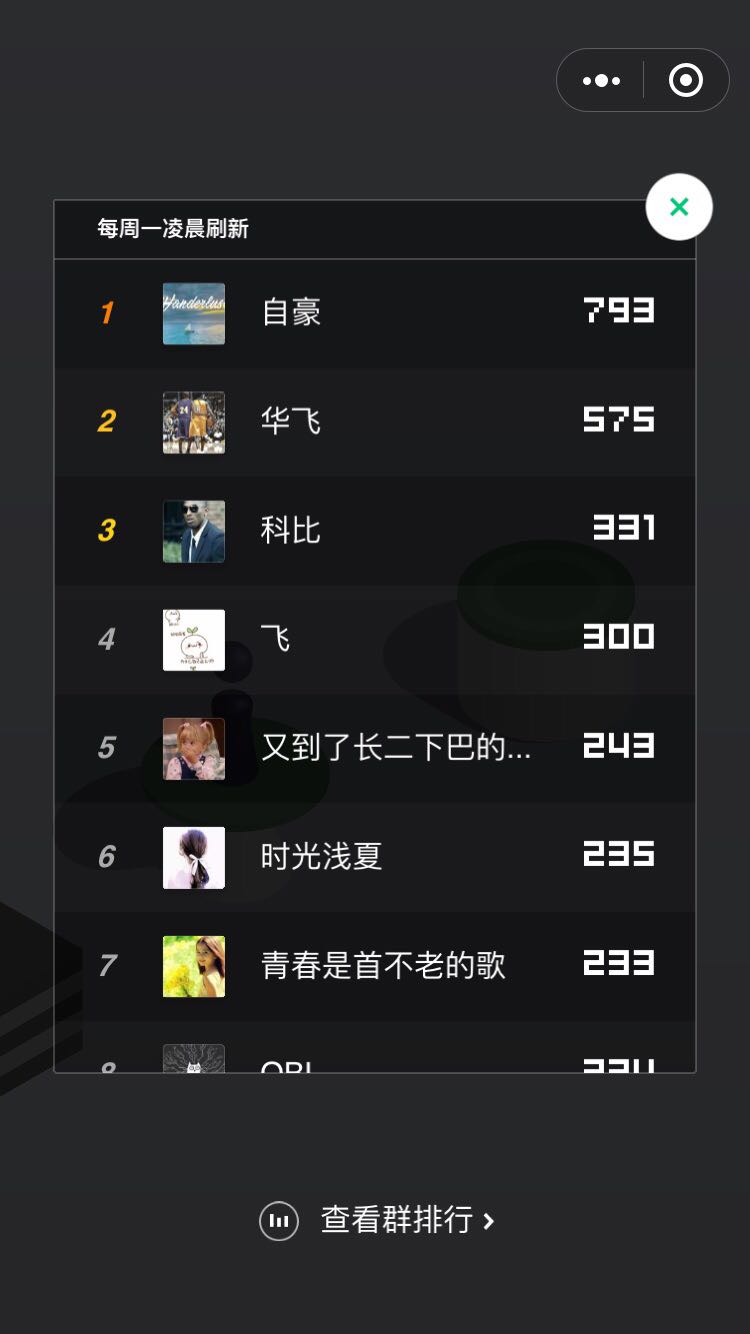 每周一凌晨刷新
1 自豪 793
2 华飞 575
3 科比 331
4 飞 300
5 又到了长二下巴的... 243
6 时光浅夏 235
7 青春是首不老的歌 233
8
查看群排行